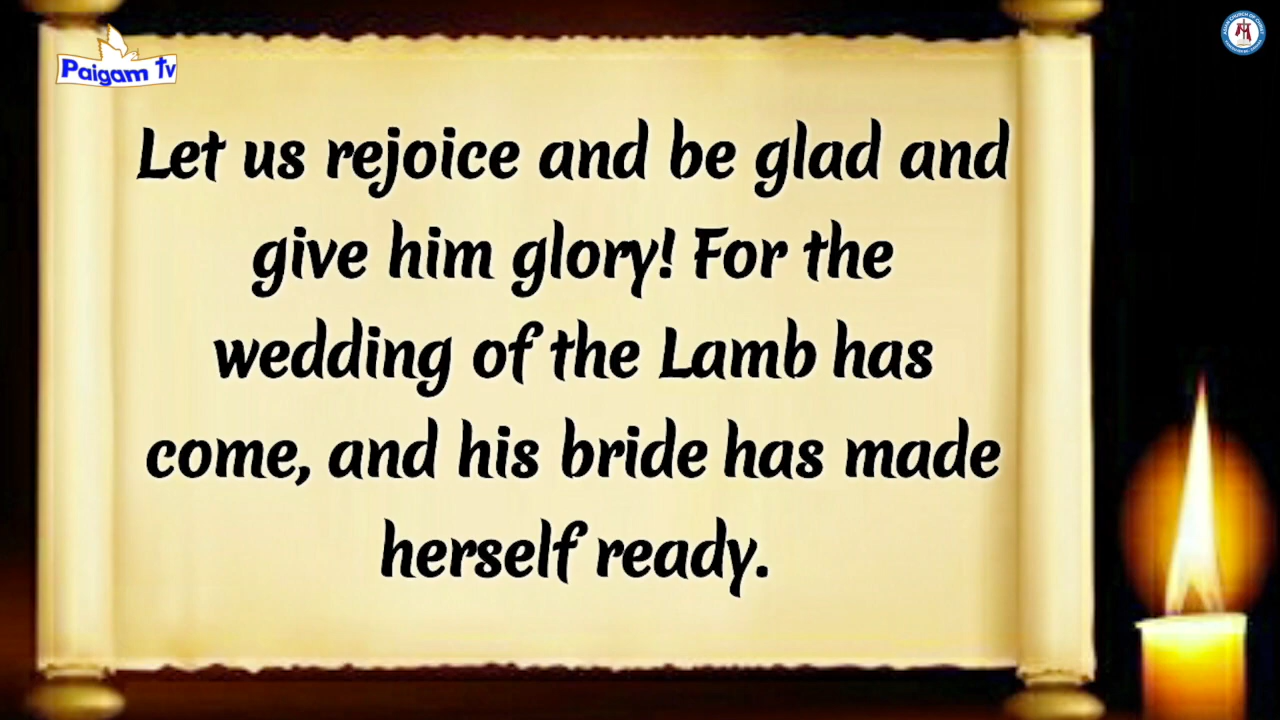 Paigam Tv
Let us rejoice and be glad and
give him glory! For the
wedding of the Lamb has
come, and his bride has made
herself ready.